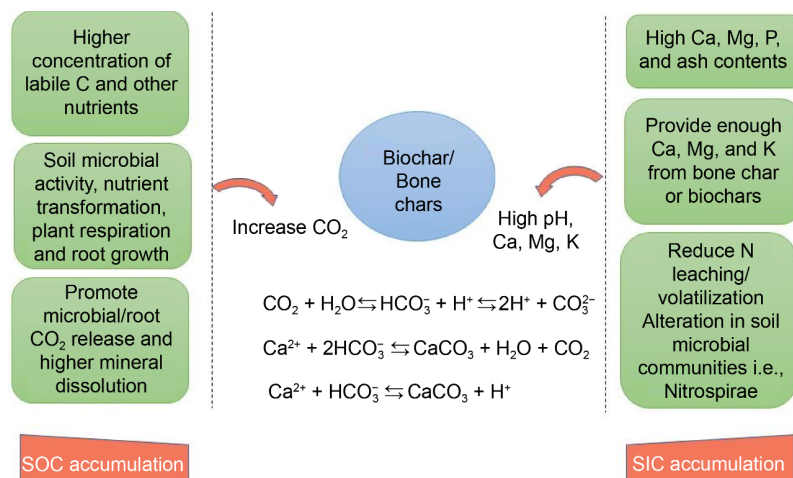 Higher
concentration of
labile C and other
nutrients
Soil microbial
activity, nutrient
transformation,
plant respiration
and root growth
Promote
microbial/root
CO₂ release and
higher mineral
dissolution
SOC accumulation
Biochar/
Bone
chars
Increase CO₂
High pH,
Ca, Mg, K
CO₂ + H₂O⇆HCO₃⁻ + H⁺⇆2H⁺ + CO₃²⁻
Ca²⁺ + 2HCO₃⁻ ⇆ CaCO₃ + H₂O + CO₂
Ca²⁺ + HCO₃⁻ ⇆ CaCO₃ + H⁺
High Ca, Mg, P,
and ash contents
Provide enough
Ca, Mg, and K
from bone char
or biochars
Reduce N
leaching/
volatilization
Alteration in soil
microbial
communities i.e.,
Nitrospirae
SIC accumulation